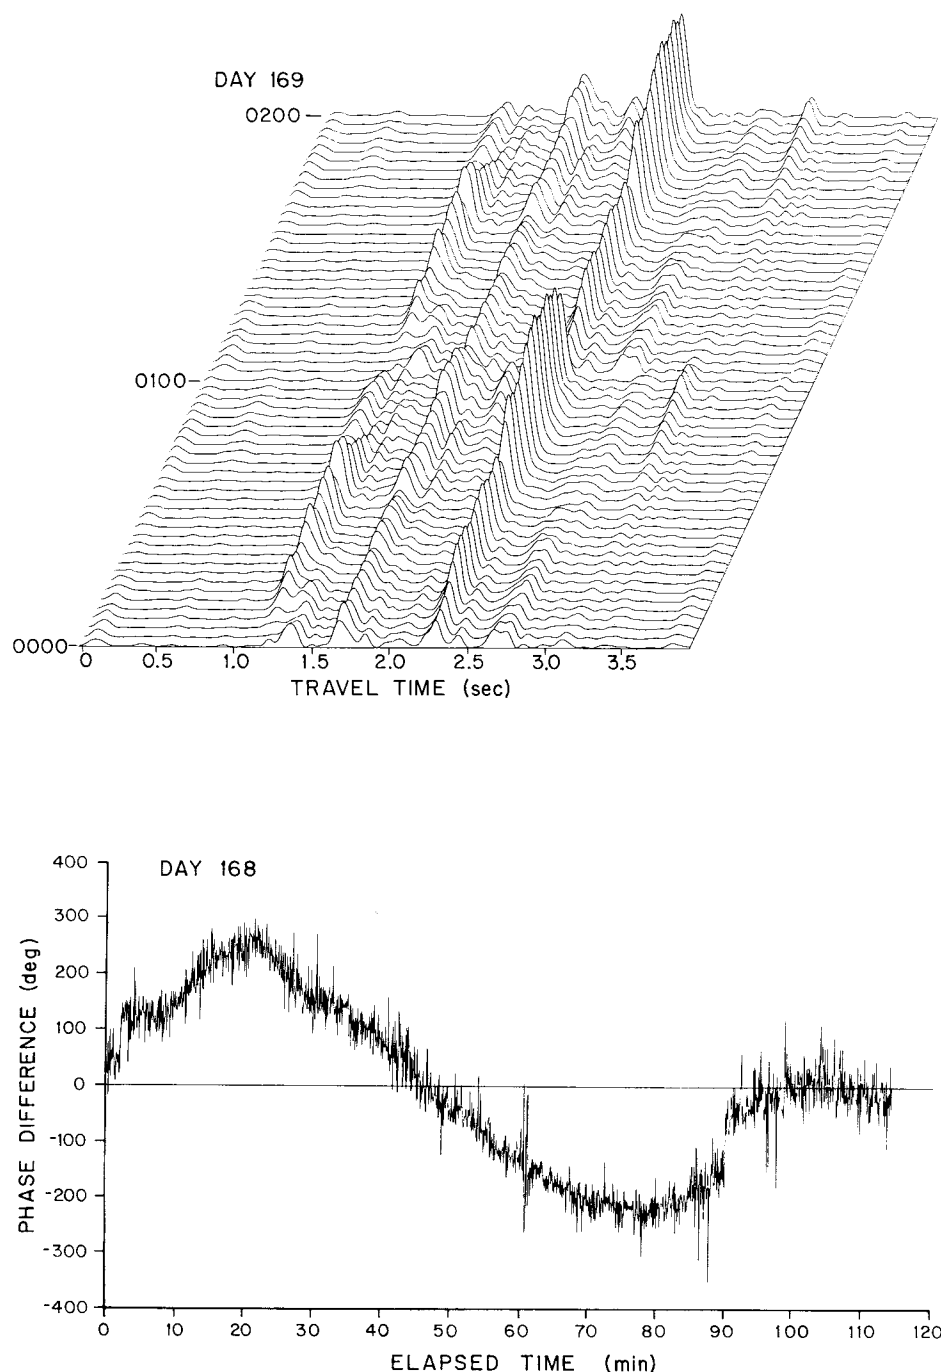 DAY 169
0200
0100
0000
0 0.5 1.0 1.5 2.0 2.5 3.0 3.5
TRAVEL TIME (sec)
DAY 168
400
300
200
100
0
-100
-200
-300
-400
PHASE DIFFERENCE (deg)
0 10 20 30 40 50 60 70 80 90 100 110 120
ELAPSED TIME (min)